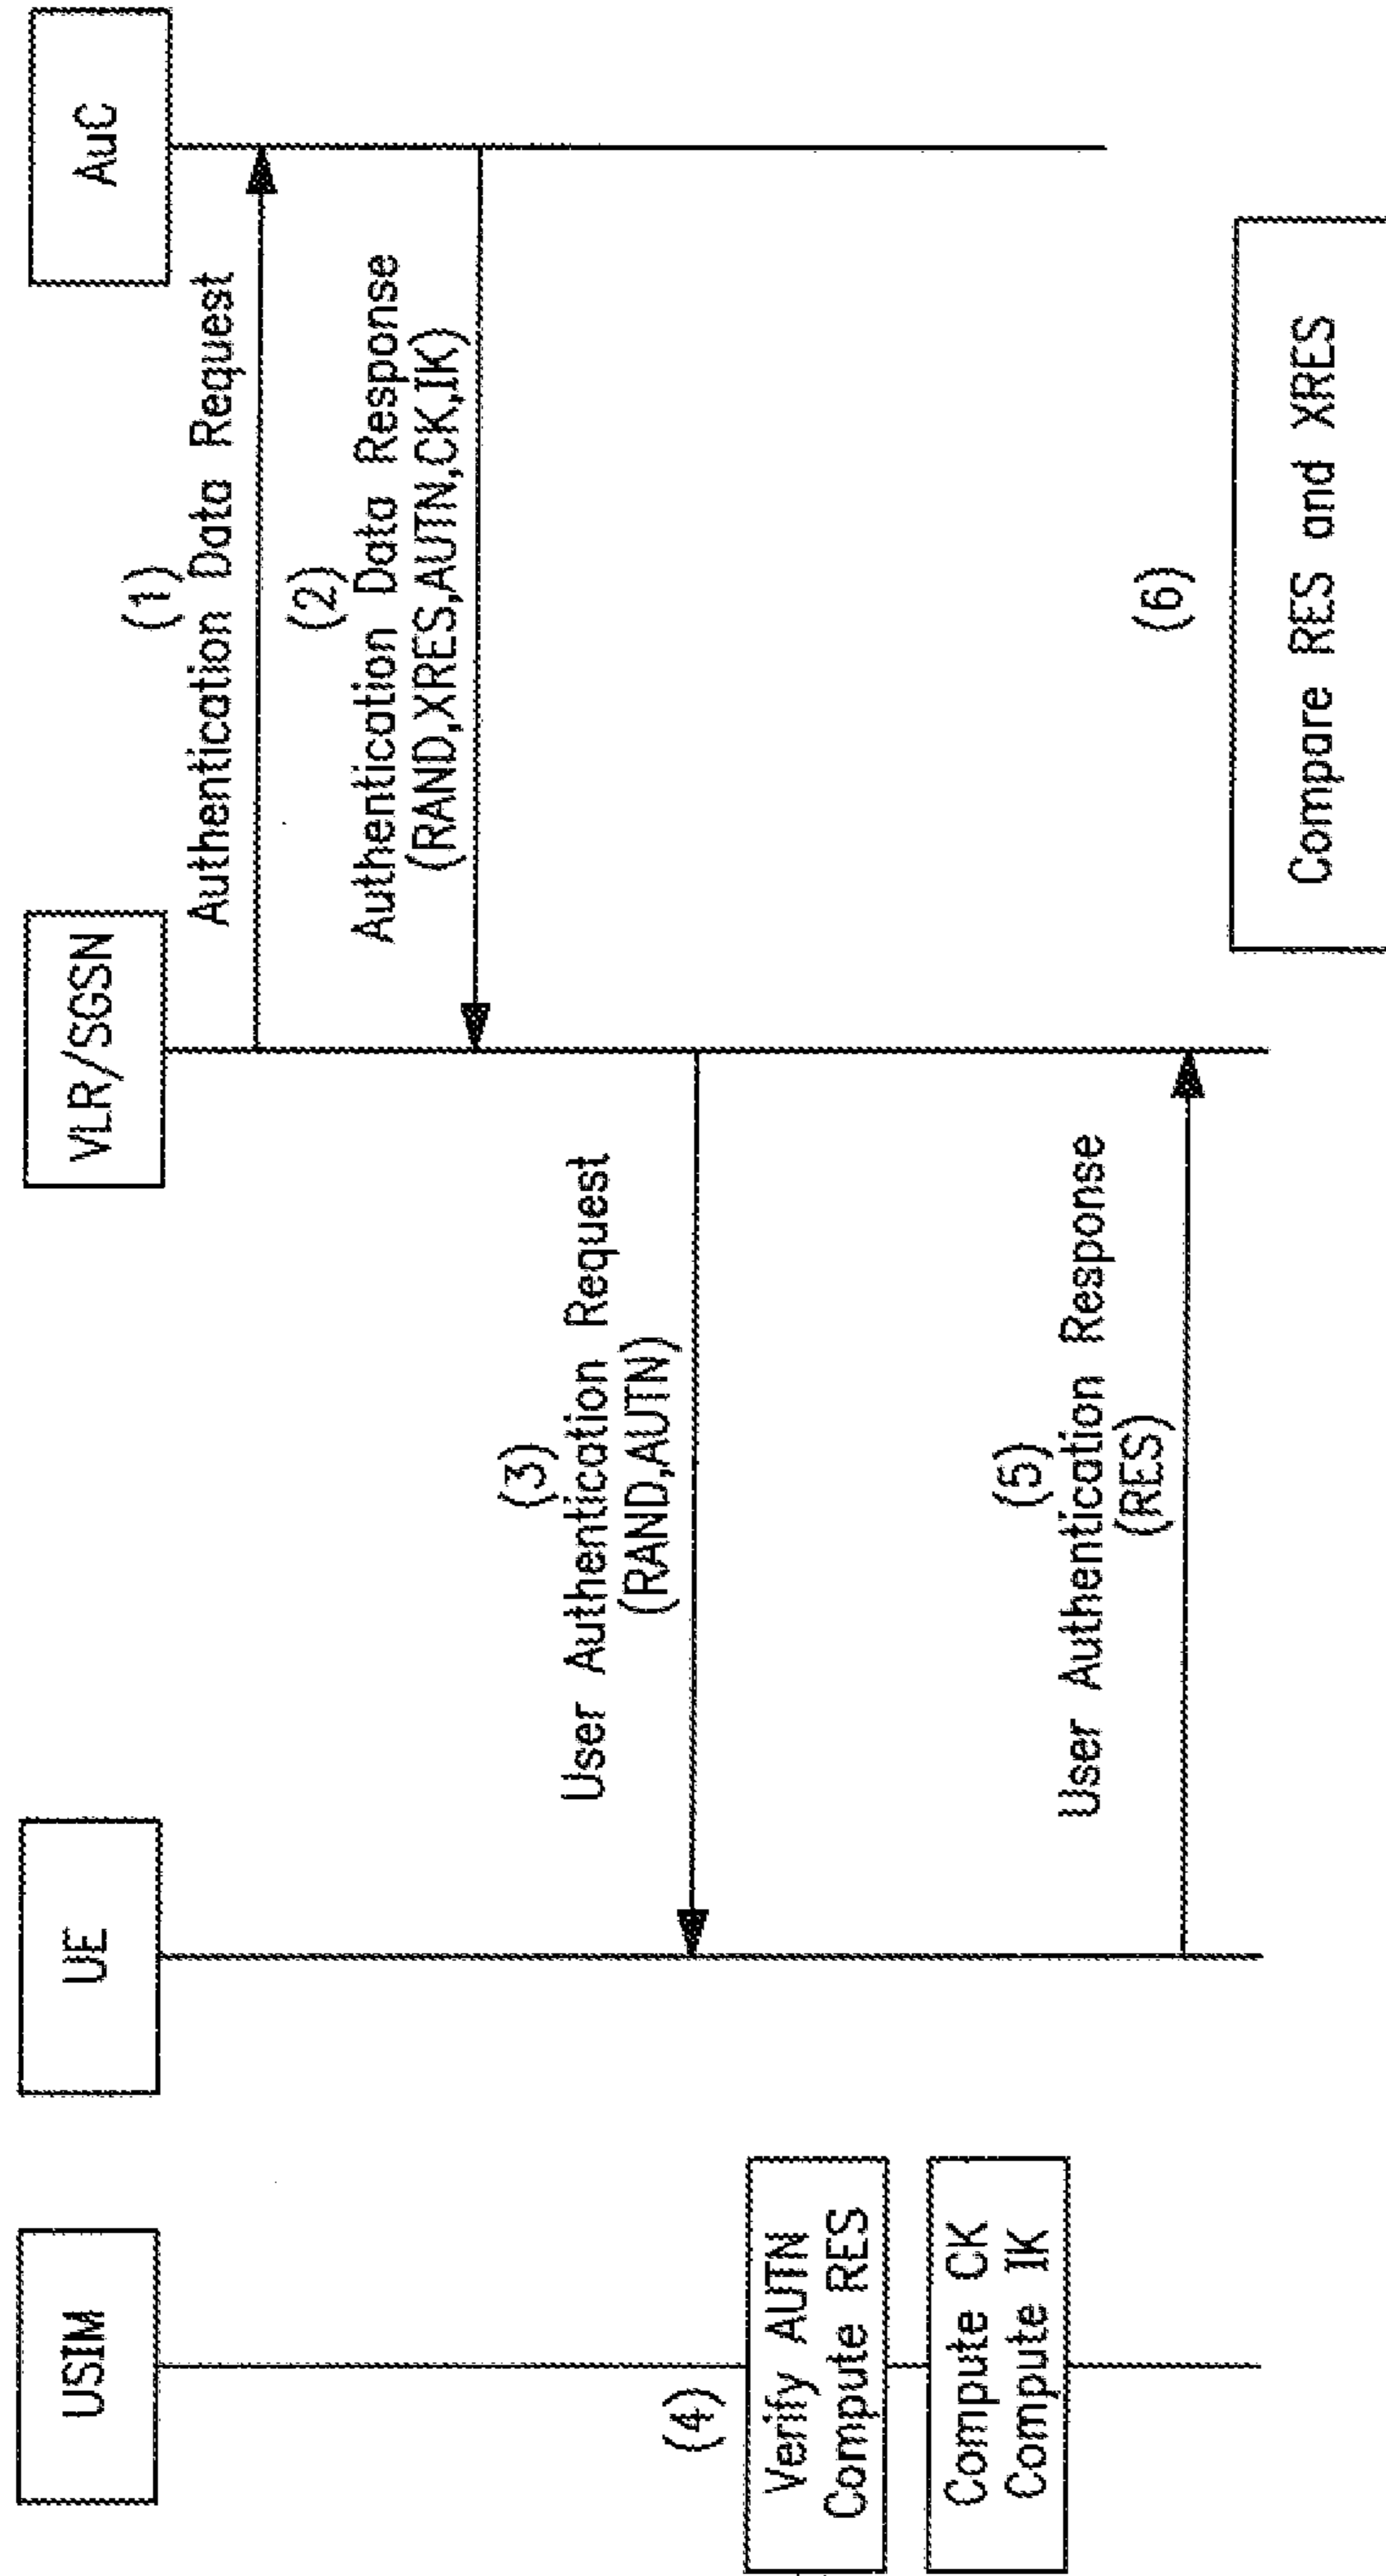 USIM
UE
VLR/SGSN
AuC
(1)
Authentication Data Request
(2)
Authentication Data Response
(RAND,XRES,AUTN,CK,IK)
(3)
User Authentication Request
(RAND,AUTN)
(4)
Verify AUTN
Compute RES
Compute CK
Compute IK
(5)
User Authentication Response
(RES)
(6)
Compare RES and XRES